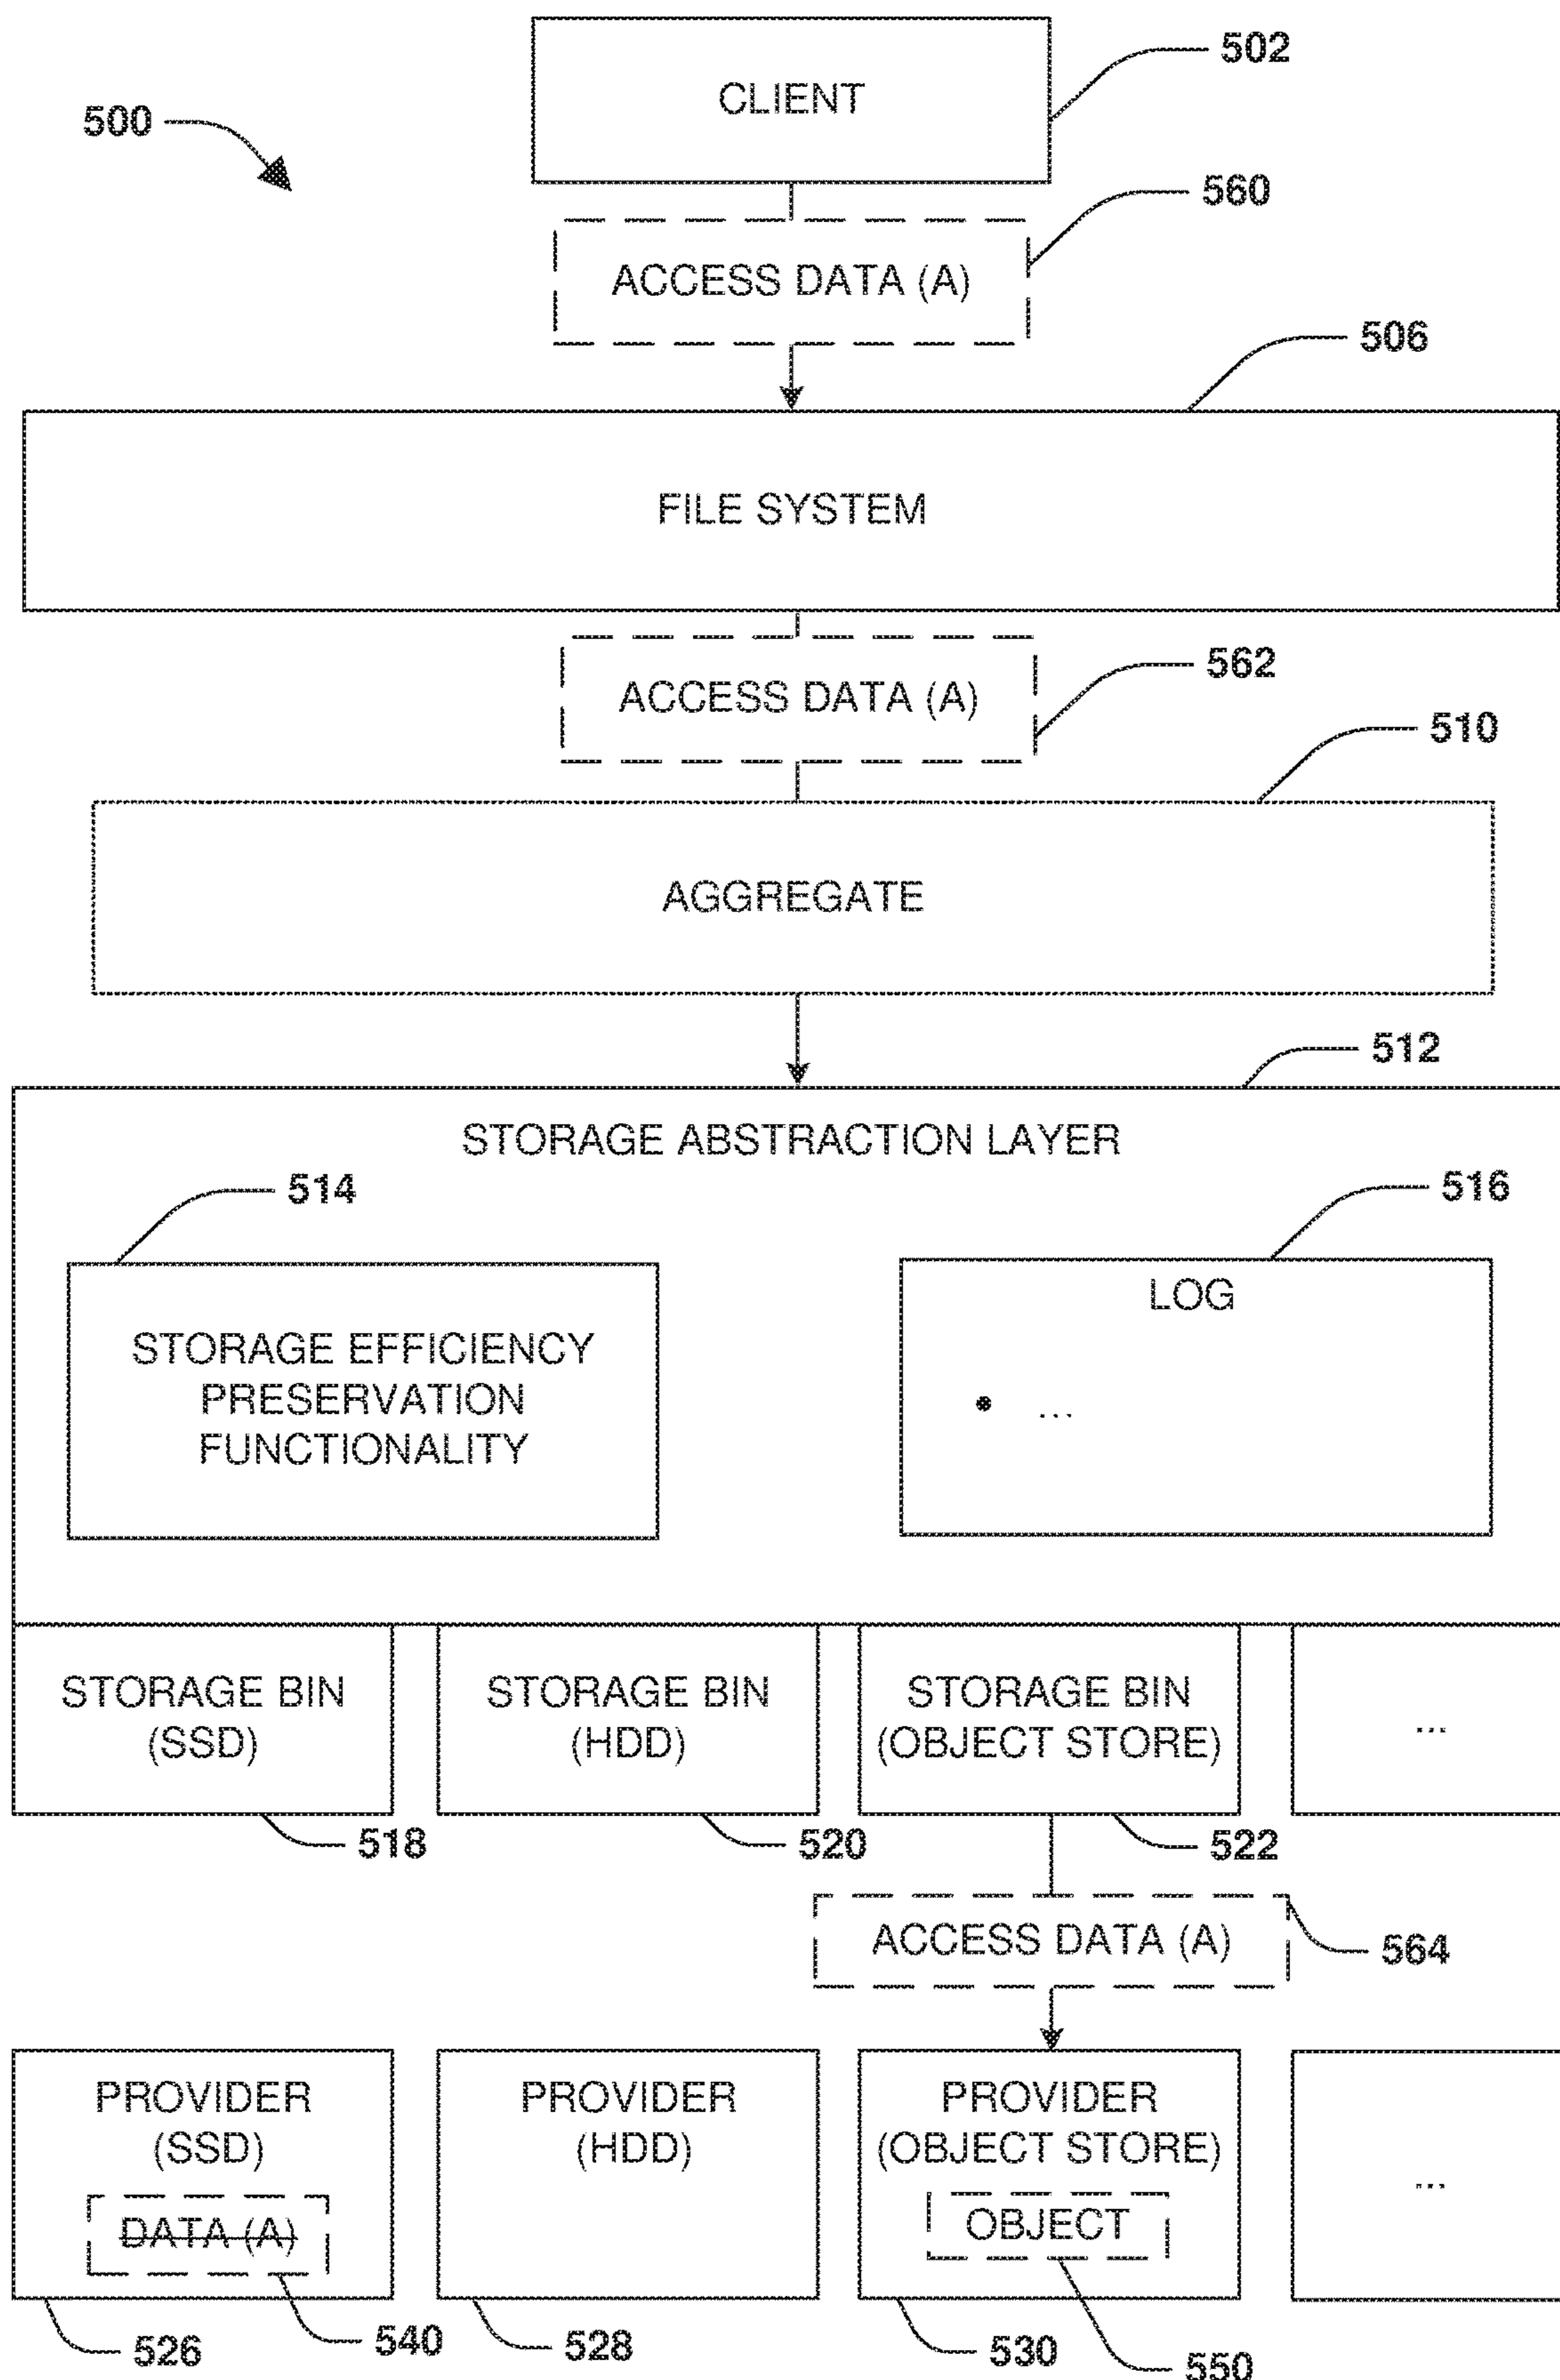 502
CLIENT
500
560
ACCESS DATA (A)
506
FILE SYSTEM
562
ACCESS DATA (A)
510
AGGREGATE
512
STORAGE ABSTRACTION LAYER
514
516
LOG
STORAGE EFFICIENCY
PRESERVATION
FUNCTIONALITY
• ...
STORAGE BIN
(SSD)
STORAGE BIN
(HDD)
STORAGE BIN
(OBJECT STORE)
...
518
520
522
ACCESS DATA (A)
564
PROVIDER
(SSD)
DATA (A)
PROVIDER
(HDD)
PROVIDER
(OBJECT STORE)
OBJECT
...
526
540
528
530
550